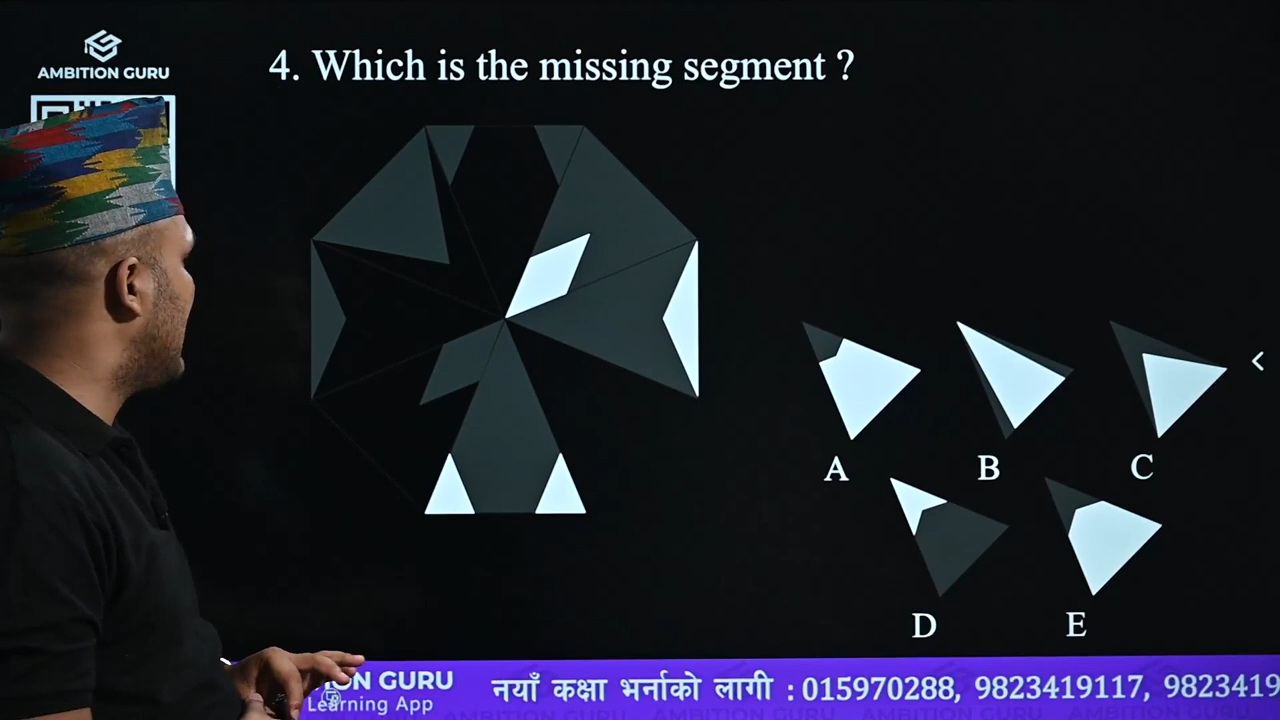 AMBITION GURU
4. Which is the missing segment ?
A
B
C
D
E
ON GURU
Learning App
नयाँ कक्षा भर्नाको लागी : 015970288, 9823419117, 9823419